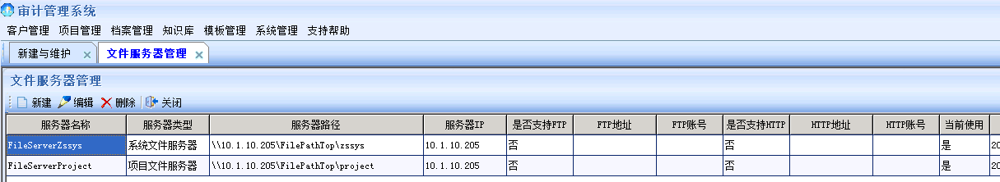 审计管理系统
客户管理 项目管理 档案管理 知识库 模板管理 系统管理 支持帮助
新建与维护 × 文件服务器管理 ×
文件服务器管理
新建 编辑 删除 关闭
服务器名称 服务器类型 服务器路径 服务器IP 是否支持FTP FTP地址 FTP账号 是否支持HTTP HTTP地址 HTTP账号 当前使用
FileServerZssys 系统文件服务器 \\10.1.10.205\FilePathTop\zssys 10.1.10.205 否 否 是 20
FileServerProject 项目文件服务器 \\10.1.10.205\FilePathTop\project 10.1.10.205 否 否 是 20